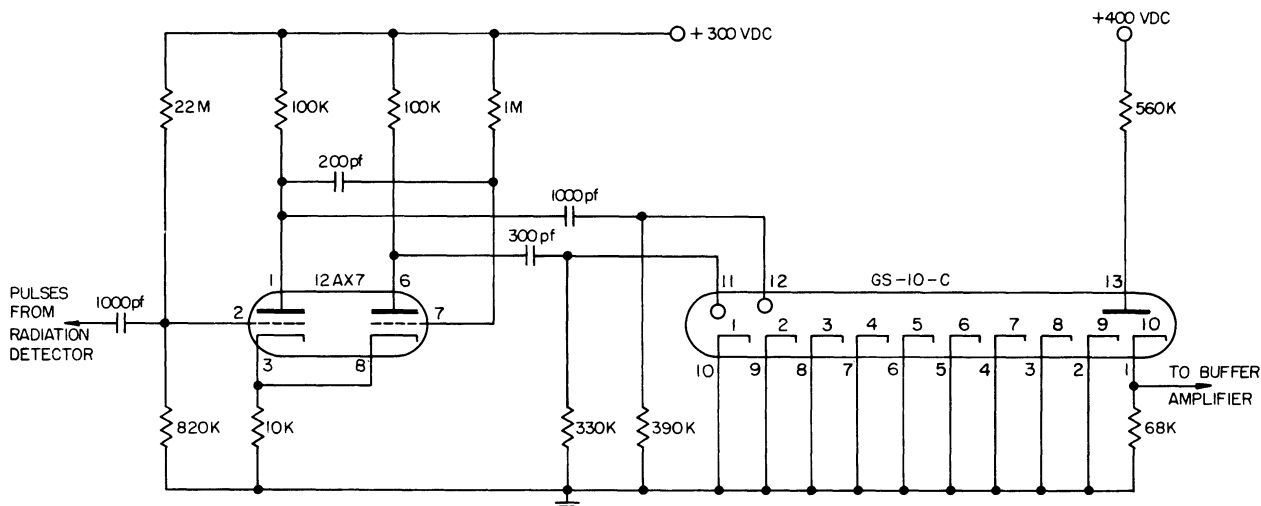 + 300 VDC
+400 VDC
22M
100K
100K
1M
560K
200pf
1000pf
300pf
1
12AX7
6
11
12
GS-10-C
13
PULSES
FROM
RADIATION
DETECTOR
1000pf
2
7
3
8
1
2
3
4
5
6
7
8
9
10
10
9
8
7
6
5
4
3
2
1
TO BUFFER
AMPLIFIER
820K
10K
330K
390K
68K